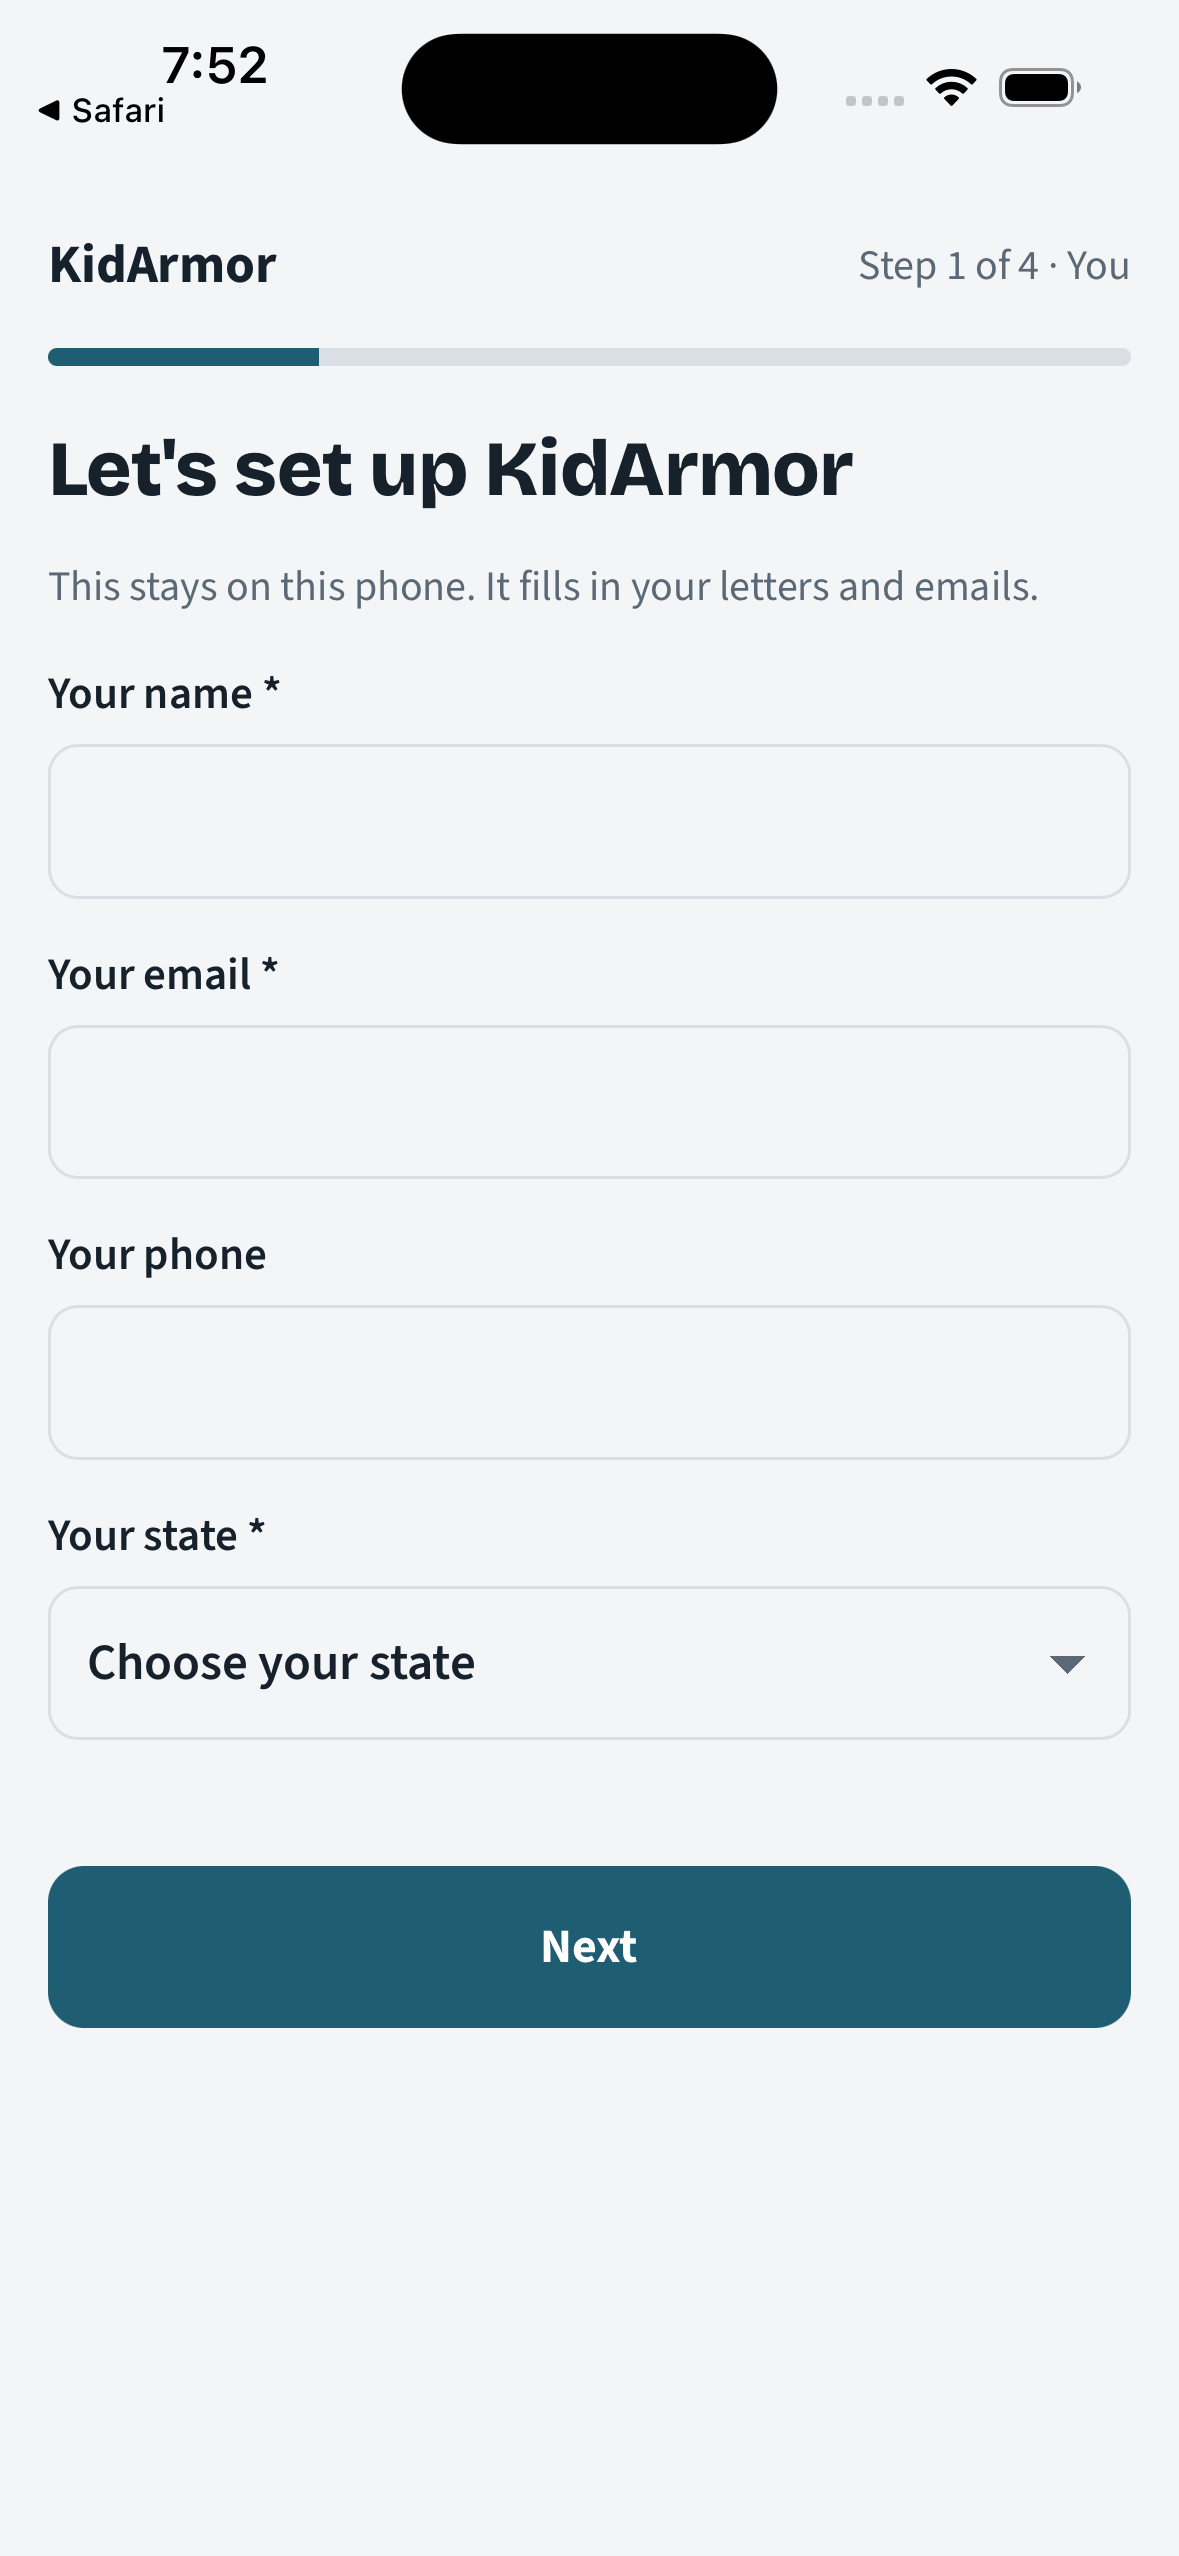 7:52
Safari
KidArmor
Step 1 of 4 · You
Let's set up KidArmor
This stays on this phone. It fills in your letters and emails.
Your name *
Your email *
Your phone
Your state *
Choose your state
Next